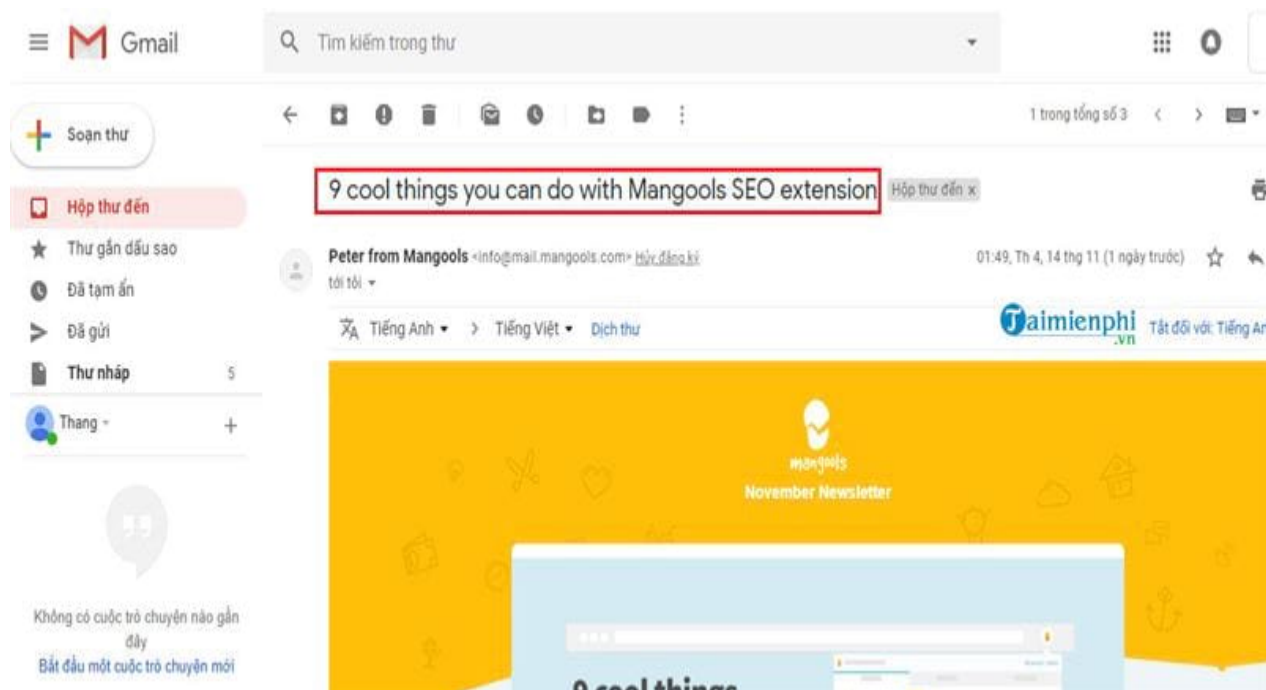 Gmail
Tìm kiếm trong thư
Soạn thư
1 trong tổng số 3
Hộp thư đến
9 cool things you can do with Mangools SEO extension
Hộp thư đến x
Thư gắn dấu sao
Peter from Mangools <info@mail.mangools.com> Hủy đăng ký
01:49, Th 4, 14 thg 11 (1 ngày trước)
tới tôi
Đã tạm ẩn
Đã gửi
Tiếng Anh > Tiếng Việt Dịch thư
Taimienphi
.vn
Tắt đối với: Tiếng An
Thư nháp 5
Thang
+
mangools
November Newsletter
Không có cuộc trò chuyện nào gần
đây
Bắt đầu một cuộc trò chuyện mới
9 cool things